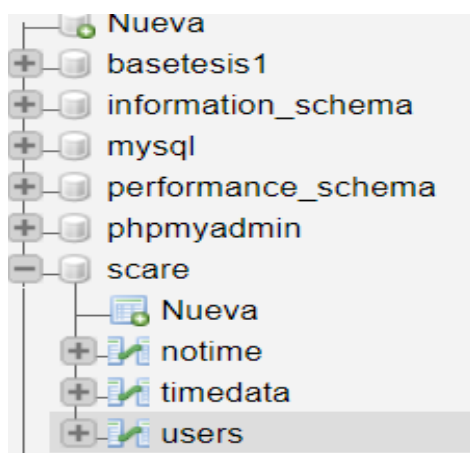 Nueva
basetesis1
information_schema
mysql
performance_schema
phpmyadmin
scare
Nueva
notime
timedata
users